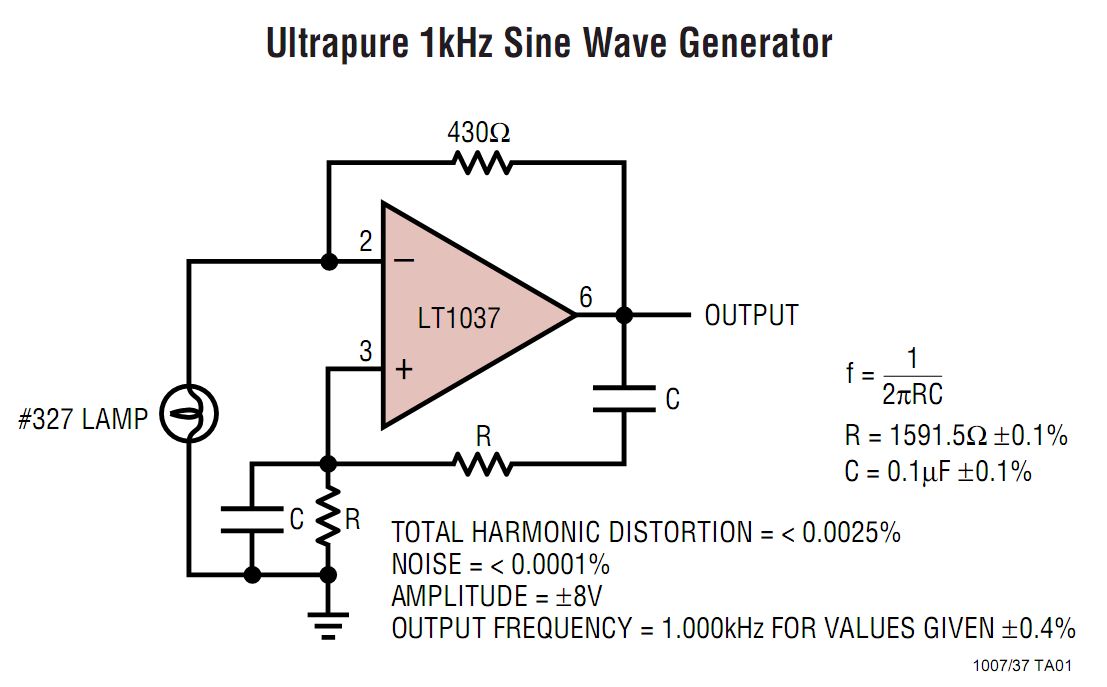 Ultrapure 1kHz Sine Wave Generator
430Ω
2
−
6
LT1037
OUTPUT
3
+
f = 1/2πRC
C
#327 LAMP
R
R = 1591.5Ω ±0.1%
C = 0.1µF ±0.1%
C
R
TOTAL HARMONIC DISTORTION = < 0.0025%
NOISE = < 0.0001%
AMPLITUDE = ±8V
OUTPUT FREQUENCY = 1.000kHz FOR VALUES GIVEN ±0.4%
1007/37 TA01